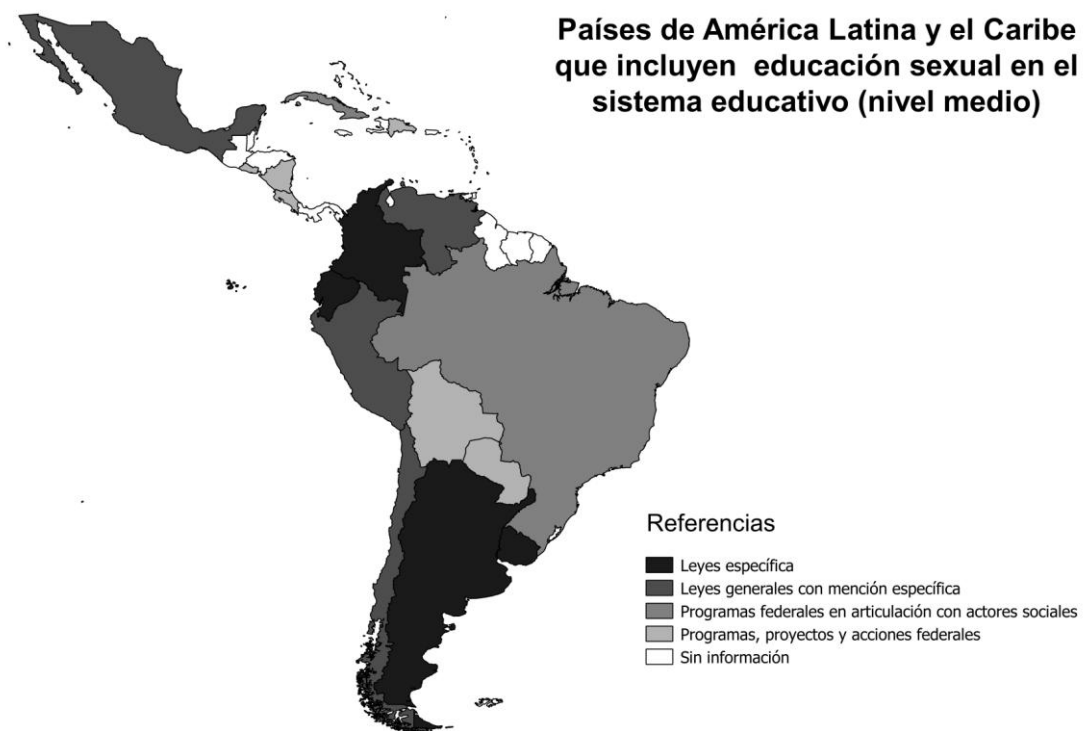 Países de América Latina y el Caribe
que incluyen educación sexual en el
sistema educativo (nivel medio)
Referencias
Leyes específica
Leyes generales con mención específica
Programas federales en articulación con actores sociales
Programas, proyectos y acciones federales
Sin información